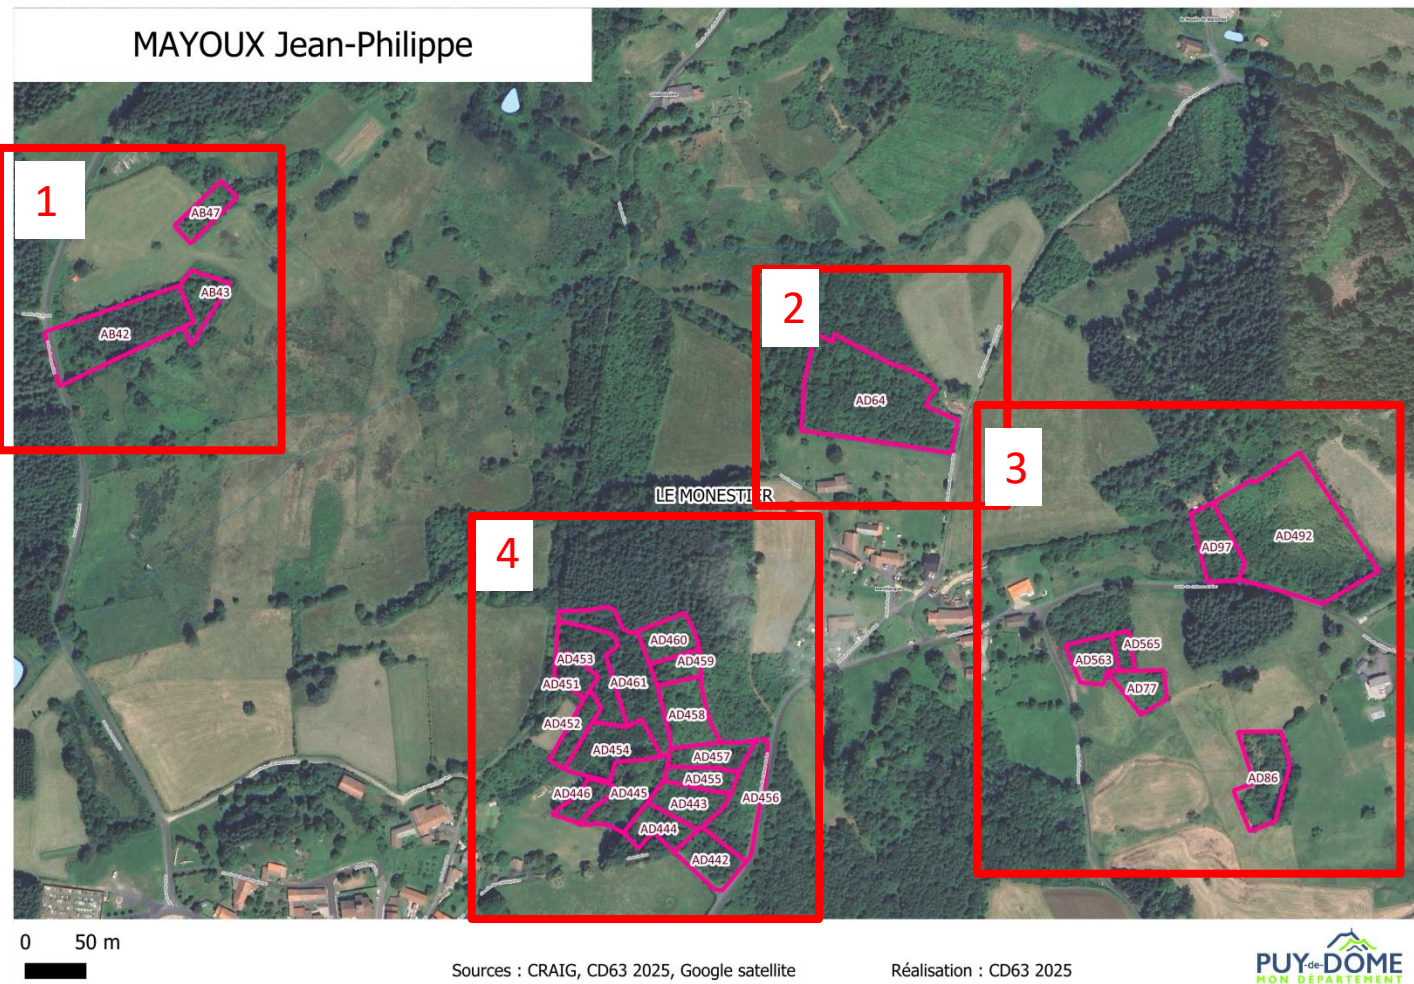 MAYOUX Jean-Philippe
1
AB47
AB43
AB42
2
AD64
LE MONESTIER
3
AD97
AD492
AD563
AD565
AD77
AD86
4
AD460
AD459
AD453
AD451
AD461
AD458
AD452
AD454
AD457
AD455
AD456
AD446
AD445
AD443
AD444
AD442
0 50 m
Sources : CRAIG, CD63 2025, Google satellite
Réalisation : CD63 2025
PUY-de-DÔME
MON DÉPARTEMENT